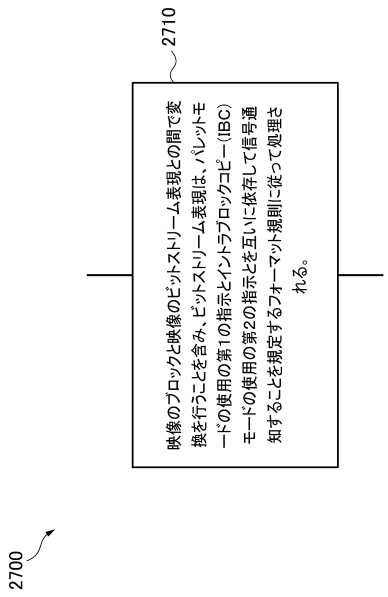 2700
2710
映像のブロックと映像のビットストリーム表現との間で変
換を行うことを含み、ビットストリーム表現は、パレットモ
ードの使用の第1の指示とイントラブロックコピー(IBC)
モードの使用の第2の指示とを互いに依存して信号通
知することを規定するフォーマット規則に従って処理さ
れる。